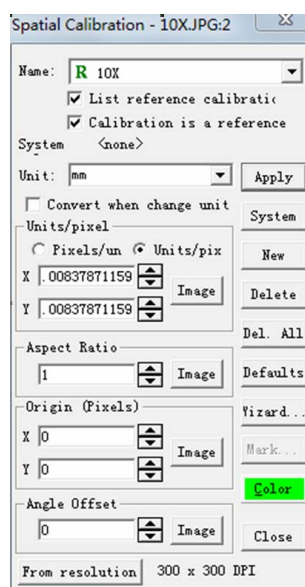 Spatial Calibration - 10X.JPG:2
Name: R 10X
List reference calibratic
Calibration is a reference
System <none>
Unit: mm Apply
Convert when change unit System
Units/pixel
Pixels/un Units/pix New
X .00837871159 Image Delete
Y .00837871159
Del. All
Aspect Ratio
1 Image Defaults
Origin (Pixels) Vizard...
X 0 Image Mark...
Y 0
Color
Angle Offset
0 Image Close
From resolution 300 x 300 DPI